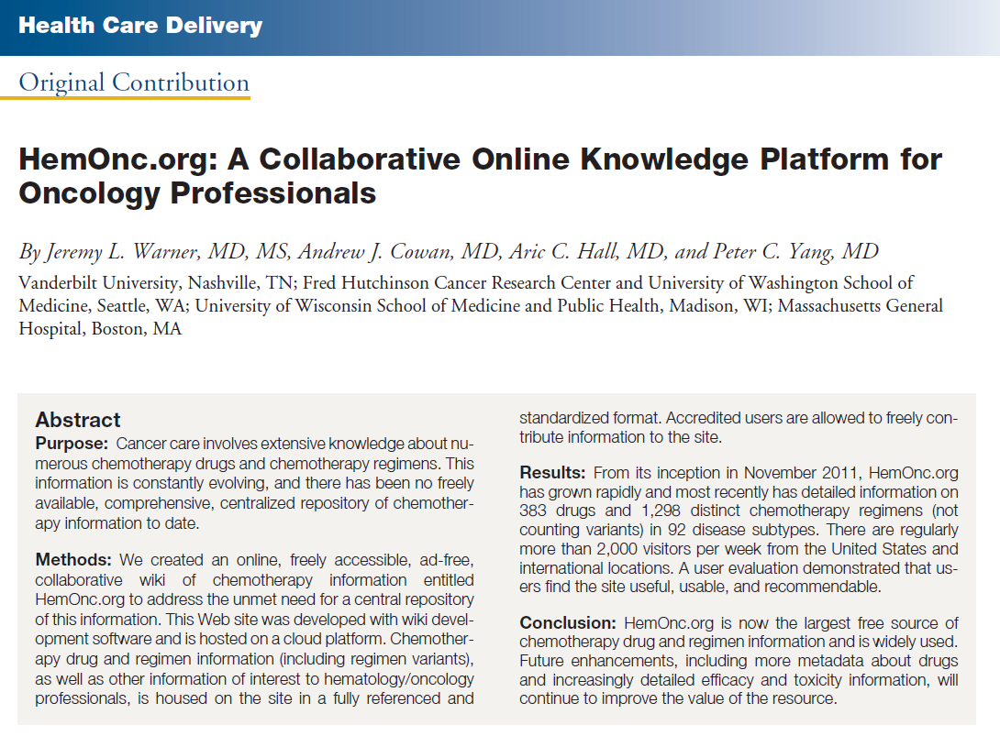 Health Care Delivery
Original Contribution
HemOnc.org: A Collaborative Online Knowledge Platform for
Oncology Professionals
By Jeremy L. Warner, MD, MS, Andrew J. Cowan, MD, Aric C. Hall, MD, and Peter C. Yang, MD
Vanderbilt University, Nashville, TN; Fred Hutchinson Cancer Research Center and University of Washington School of
Medicine, Seattle, WA; University of Wisconsin School of Medicine and Public Health, Madison, WI; Massachusetts General
Hospital, Boston, MA
Abstract
Purpose: Cancer care involves extensive knowledge about nu-
merous chemotherapy drugs and chemotherapy regimens. This
information is constantly evolving, and there has been no freely
available, comprehensive, centralized repository of chemother-
apy information to date.
Methods: We created an online, freely accessible, ad-free,
collaborative wiki of chemotherapy information entitled
HemOnc.org to address the unmet need for a central repository
of this information. This Web site was developed with wiki devel-
opment software and is hosted on a cloud platform. Chemother-
apy drug and regimen information (including regimen variants),
as well as other information of interest to hematology/oncology
professionals, is housed on the site in a fully referenced and
standardized format. Accredited users are allowed to freely con-
tribute information to the site.
Results: From its inception in November 2011, HemOnc.org
has grown rapidly and most recently has detailed information on
383 drugs and 1,298 distinct chemotherapy regimens (not
counting variants) in 92 disease subtypes. There are regularly
more than 2,000 visitors per week from the United States and
international locations. A user evaluation demonstrated that us-
ers find the site useful, usable, and recommendable.
Conclusion: HemOnc.org is now the largest free source of
chemotherapy drug and regimen information and is widely used.
Future enhancements, including more metadata about drugs
and increasingly detailed efficacy and toxicity information, will
continue to improve the value of the resource.